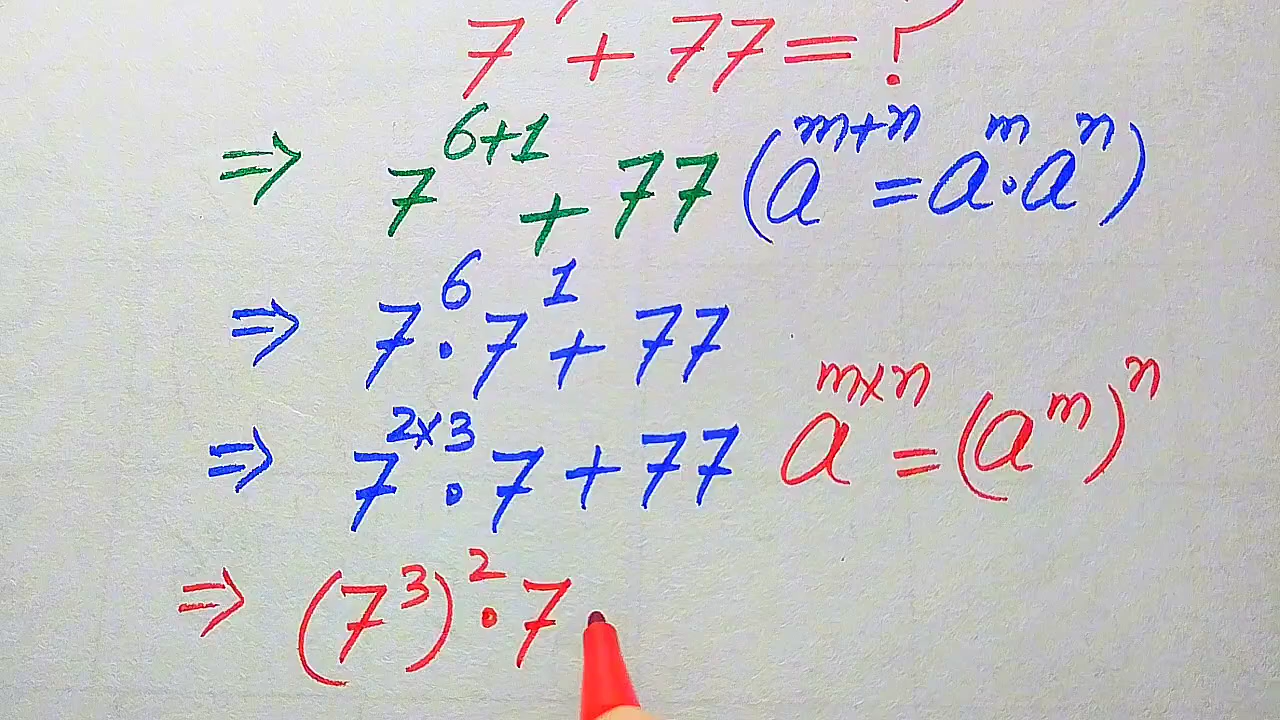 7 + 77 = ?
⇒ 7^{6+1} + 77 (a^{m+n} = a^m · a^n)
⇒ 7^6 · 7^1 + 77
⇒ 7^{2×3} · 7 + 77 a^{m×n} = (a^m)^n
⇒ (7^3)^2 · 7